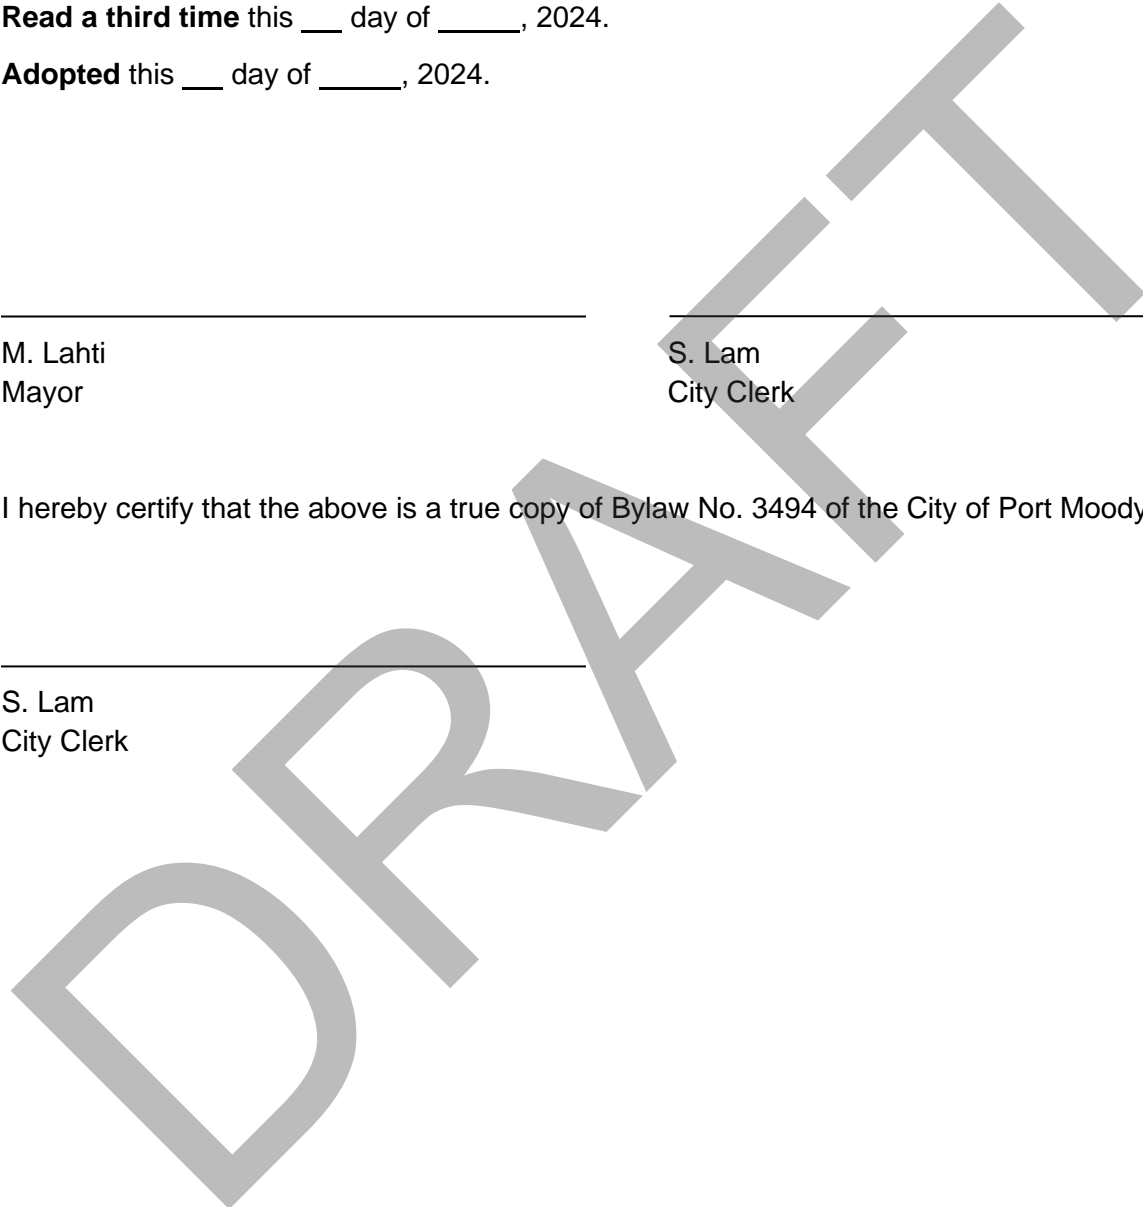 Read a third time this ___ day of _____, 2024.
Adopted this ___ day of _____, 2024.
M. Lahti
Mayor
S. Lam
City Clerk
I hereby certify that the above is a true copy of Bylaw No. 3494 of the City of Port Moody
S. Lam
City Clerk
DRAFT